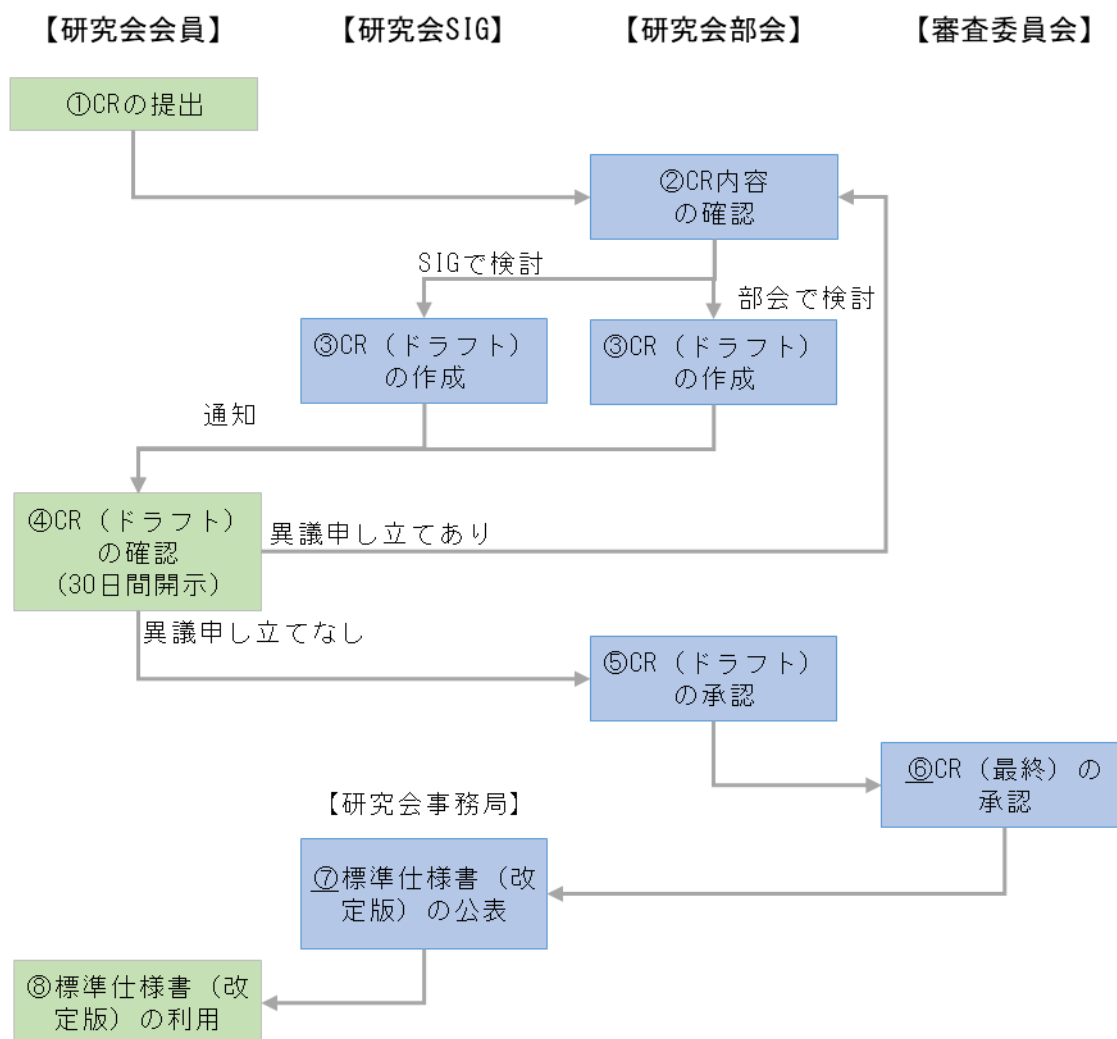 【研究会会員】
【研究会SIG】
【研究会部会】
【審査委員会】
①CRの提出
②CR内容
の確認
SIGで検討
部会で検討
③CR（ドラフト）
の作成
③CR（ドラフト）
の作成
通知
④CR（ドラフト）
の確認
(30日間開示)
異議申し立てあり
異議申し立てなし
⑤CR（ドラフト）
の承認
⑥CR（最終）の
承認
【研究会事務局】
⑦標準仕様書（改
定版）の公表
⑧標準仕様書（改
定版）の利用